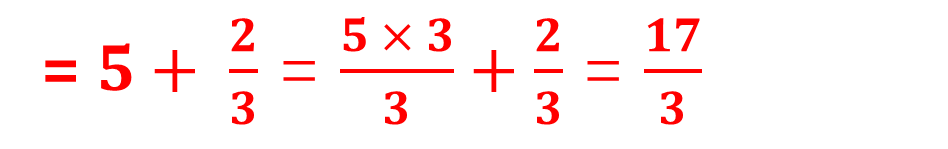 = 5 + 2/3 = 5 × 3/3 + 2/3 = 17/3